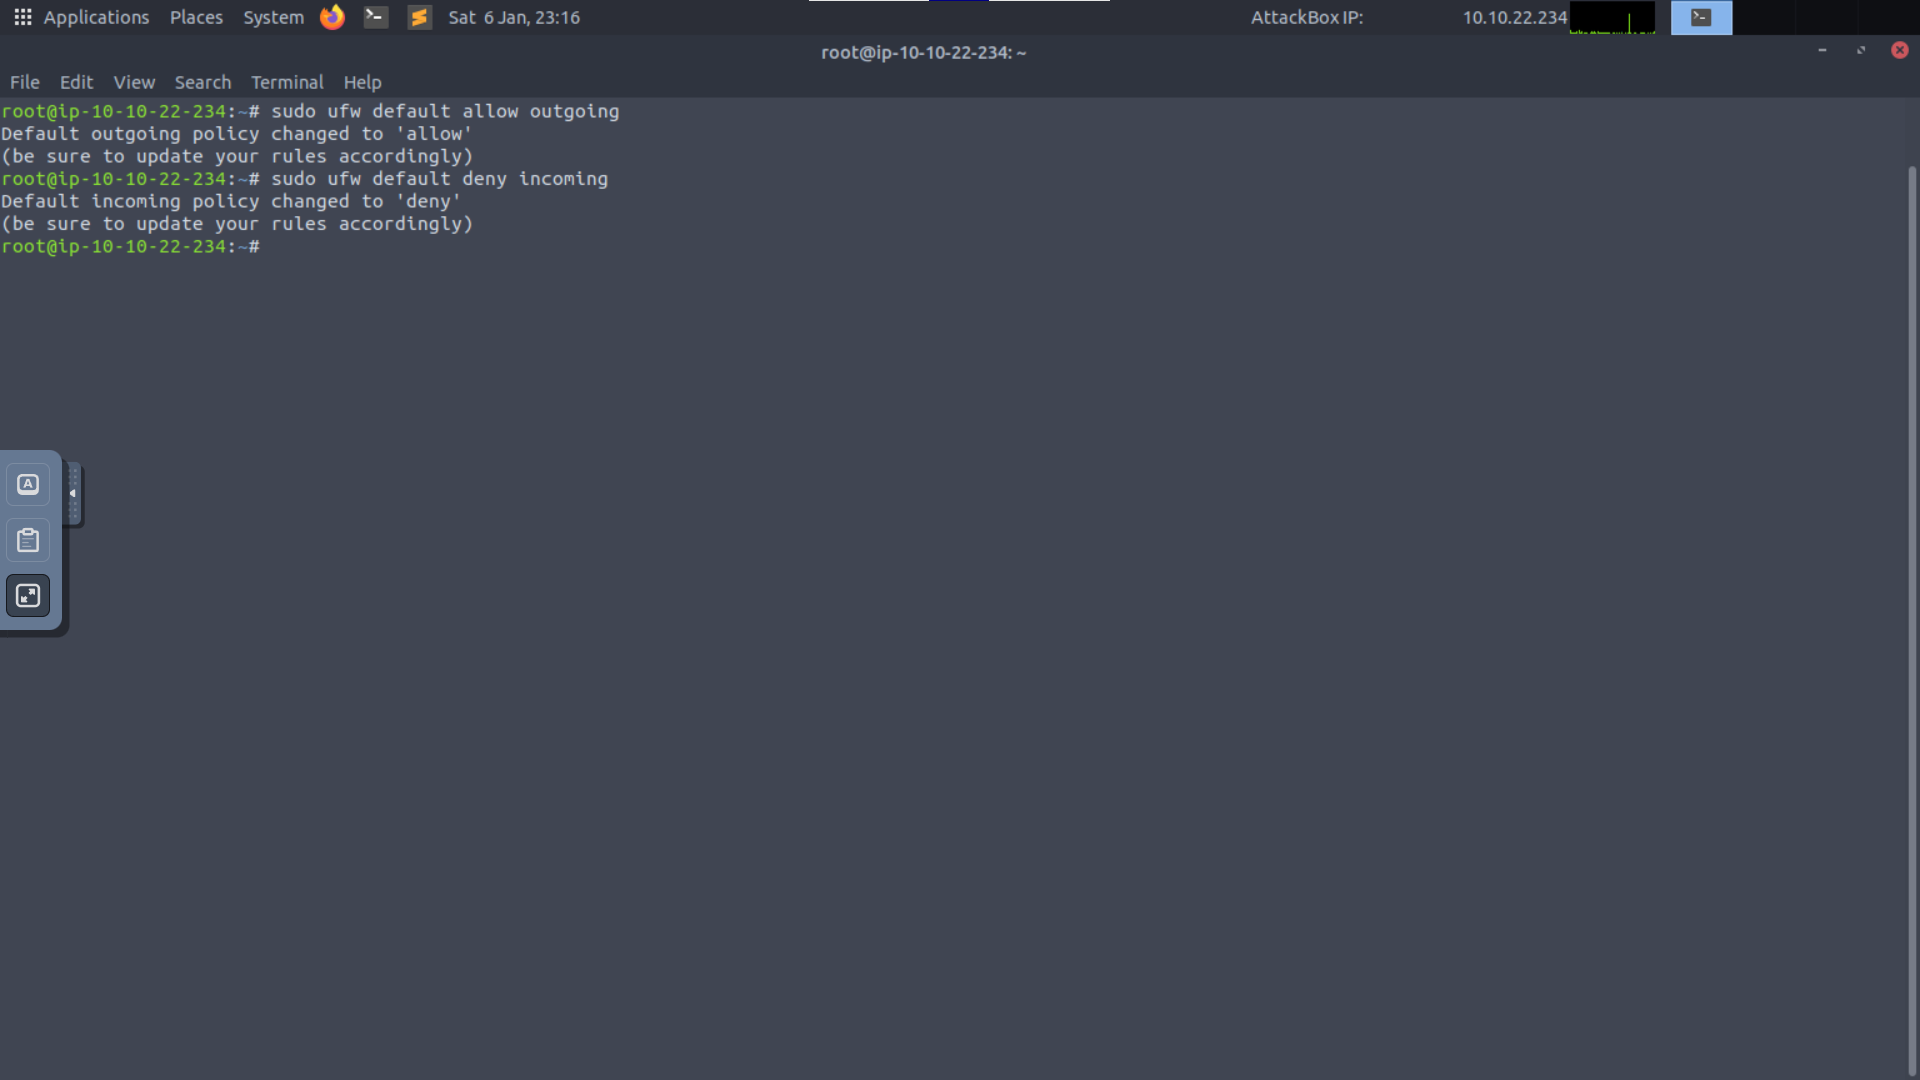 Applications Places System Sat 6 Jan, 23:16 AttackBox IP: 10.10.22.234
root@ip-10-10-22-234: ~
File Edit View Search Terminal Help
root@ip-10-10-22-234:~# sudo ufw default allow outgoing
Default outgoing policy changed to 'allow'
(be sure to update your rules accordingly)
root@ip-10-10-22-234:~# sudo ufw default deny incoming
Default incoming policy changed to 'deny'
(be sure to update your rules accordingly)
root@ip-10-10-22-234:~#
A